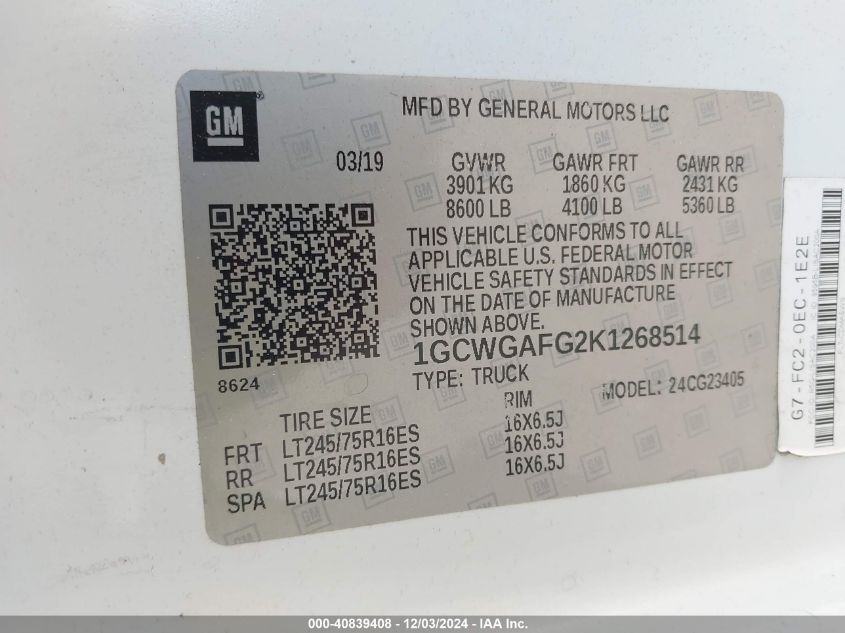 GM
®
MFD BY GENERAL MOTORS LLC
03/19
GVWR GAWR FRT GAWR RR
3901 KG 1860 KG 2431 KG
8600 LB 4100 LB 5360 LB
THIS VEHICLE CONFORMS TO ALL
APPLICABLE U.S. FEDERAL MOTOR
VEHICLE SAFETY STANDARDS IN EFFECT
ON THE DATE OF MANUFACTURE
SHOWN ABOVE.
1GCWGAFG2K1268514
8624
TYPE: TRUCK MODEL: 24CG23405
TIRE SIZE RIM
FRT LT245/75R16ES 16X6.5J
RR LT245/75R16ES 16X6.5J
SPA LT245/75R16ES 16X6.5J
G7-FC2-0EC-1E2E
000-40839408 - 12/03/2024 - IAA Inc.